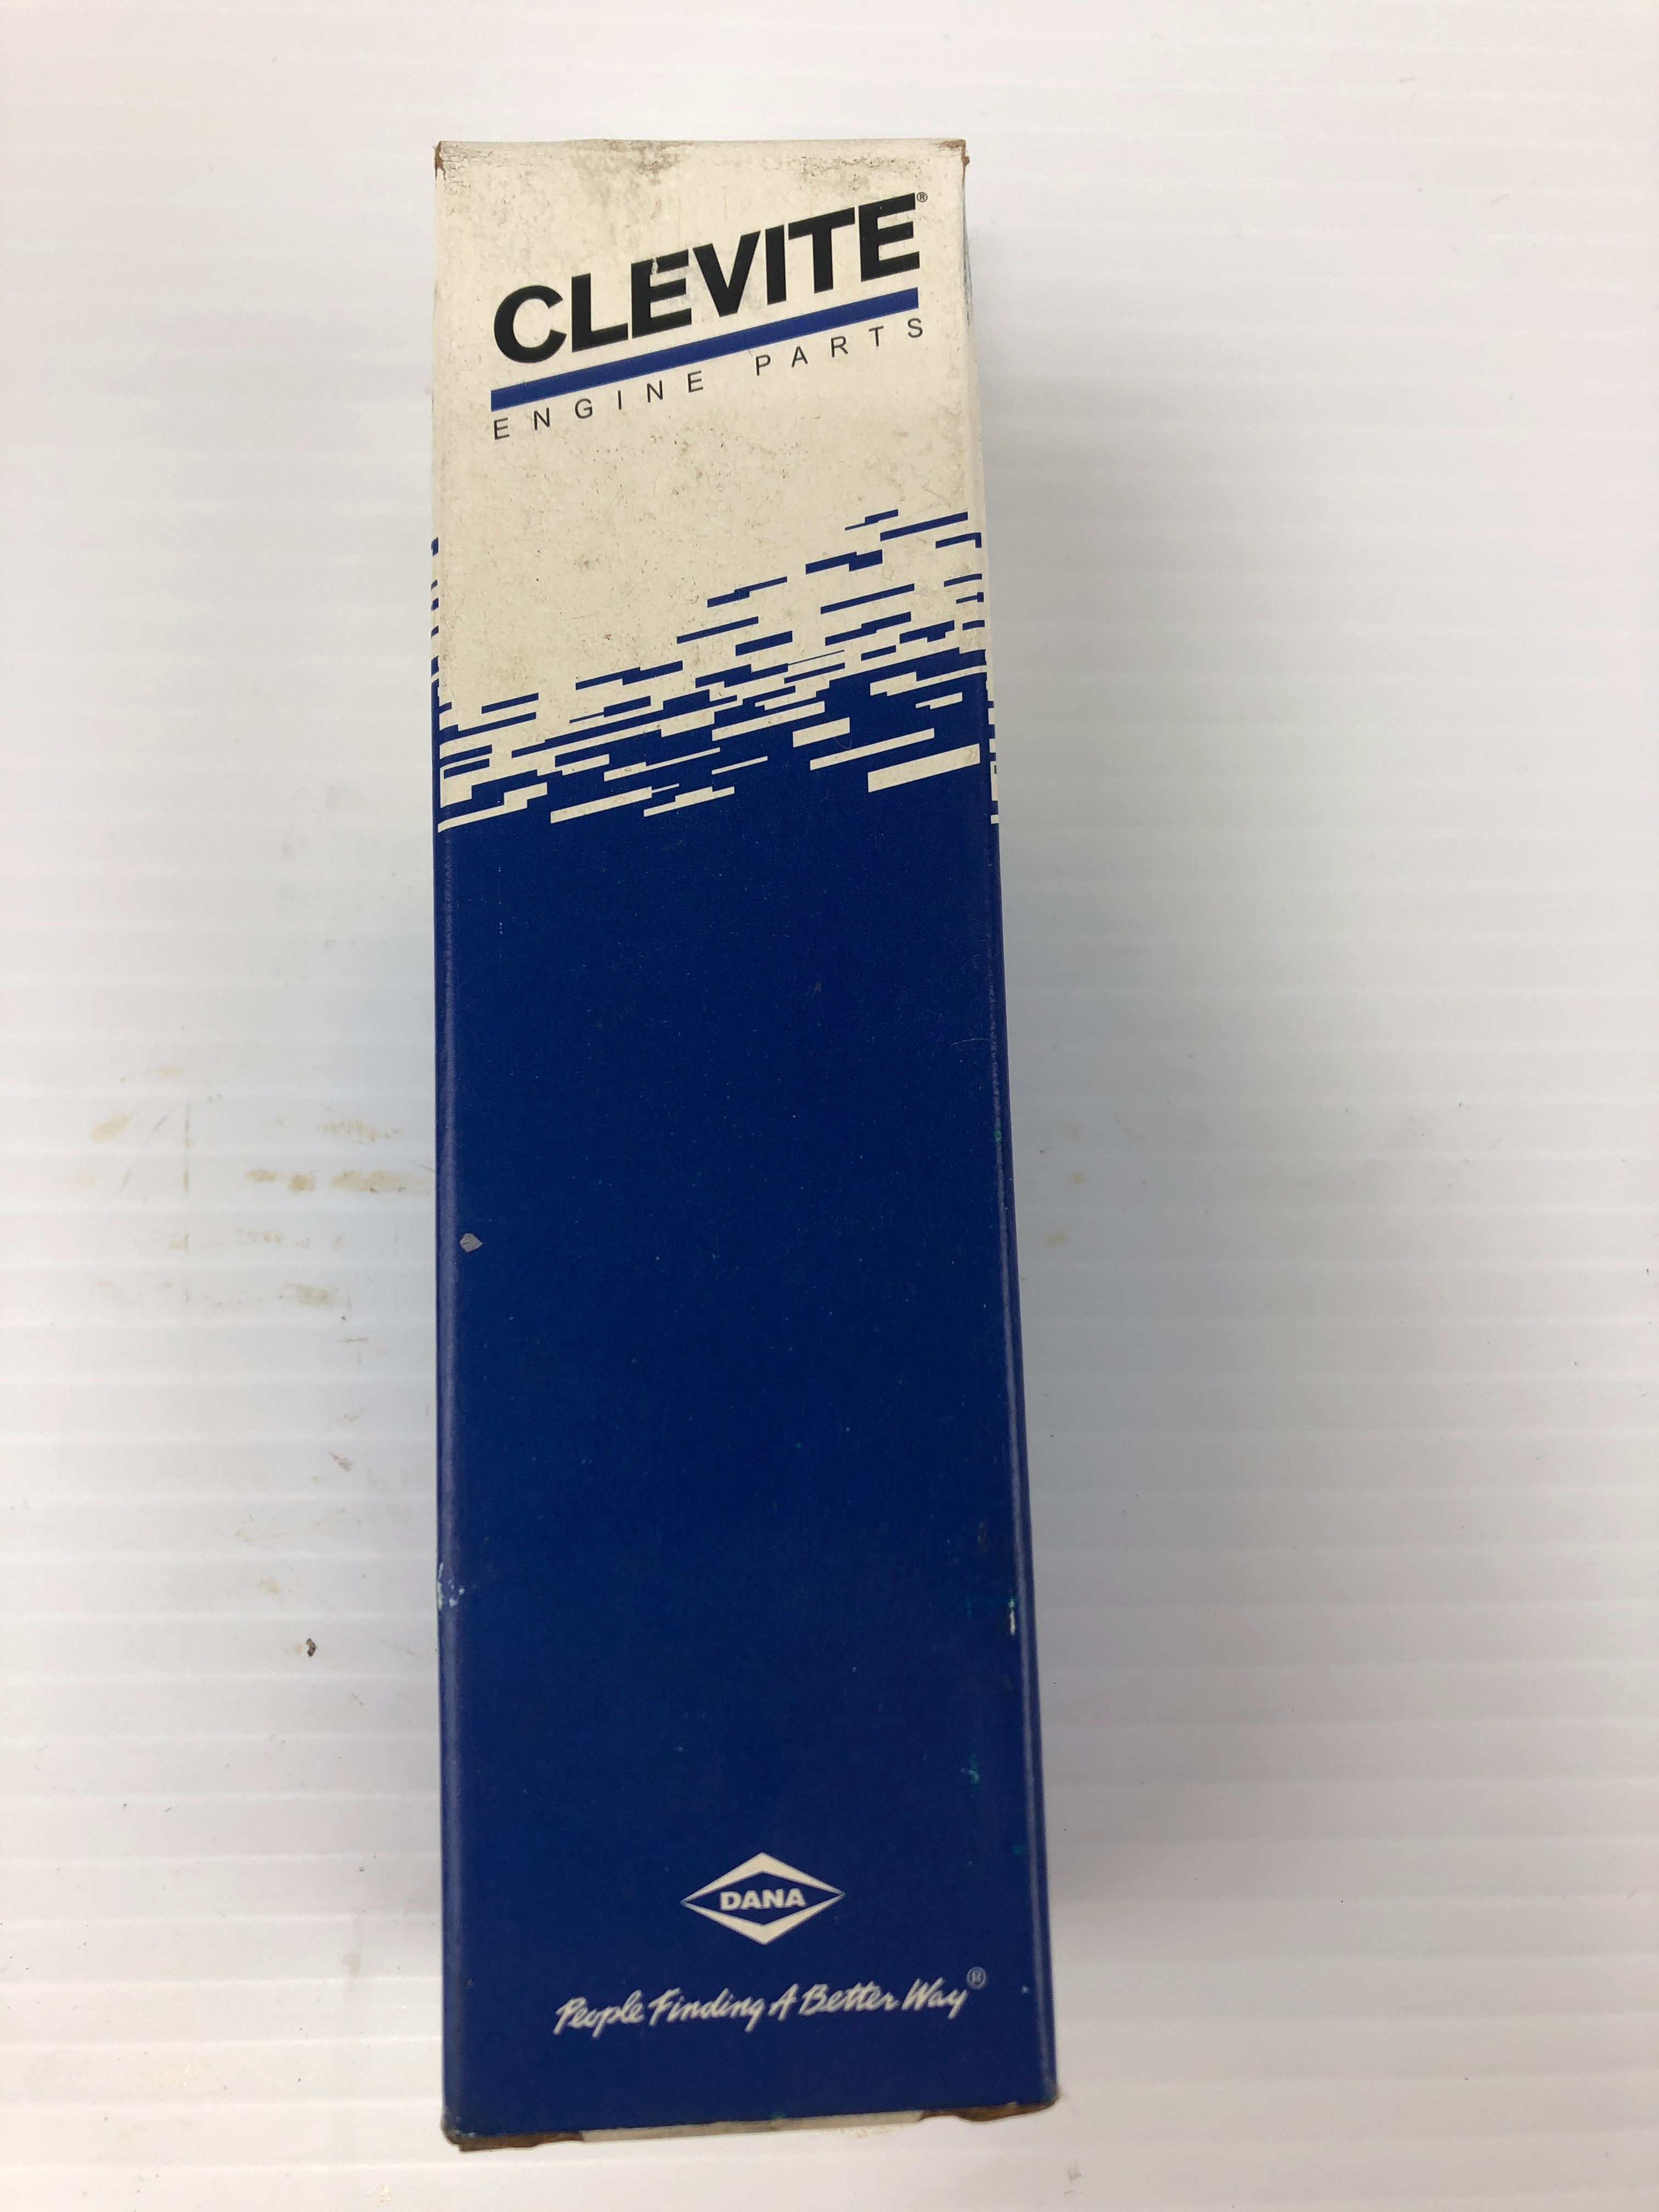 CLEVITE®
ENGINE PARTS
DANA
People Finding A Better Way®